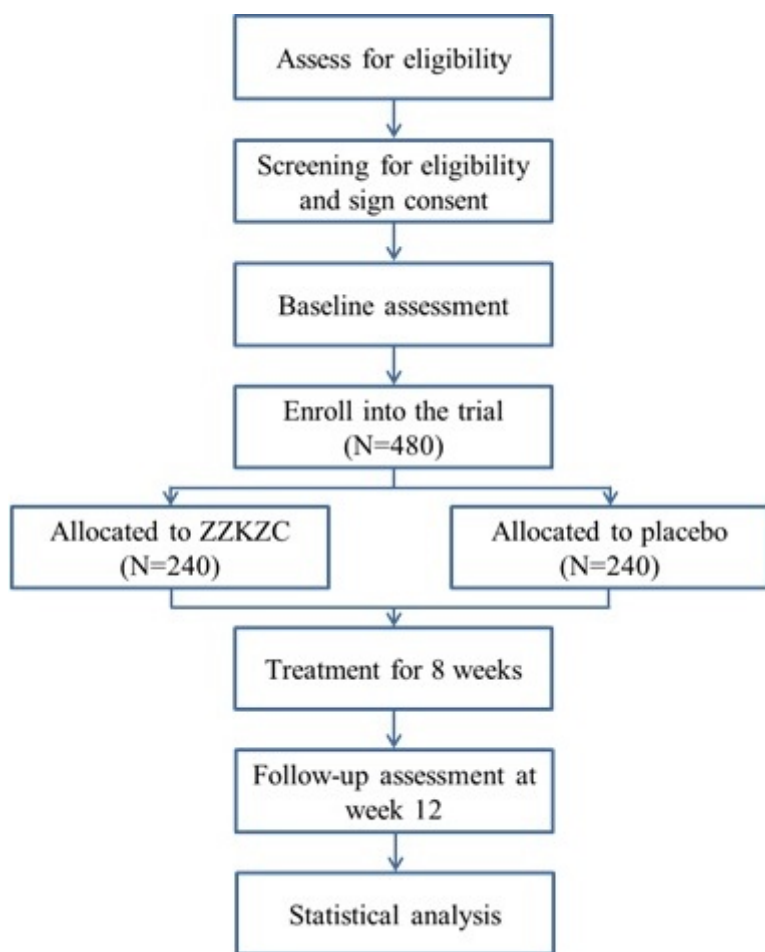 Assess for eligibility
Screening for eligibility
and sign consent
Baseline assessment
Enroll into the trial
(N=480)
Allocated to ZZKZC
(N=240)
Allocated to placebo
(N=240)
Treatment for 8 weeks
Follow-up assessment at
week 12
Statistical analysis